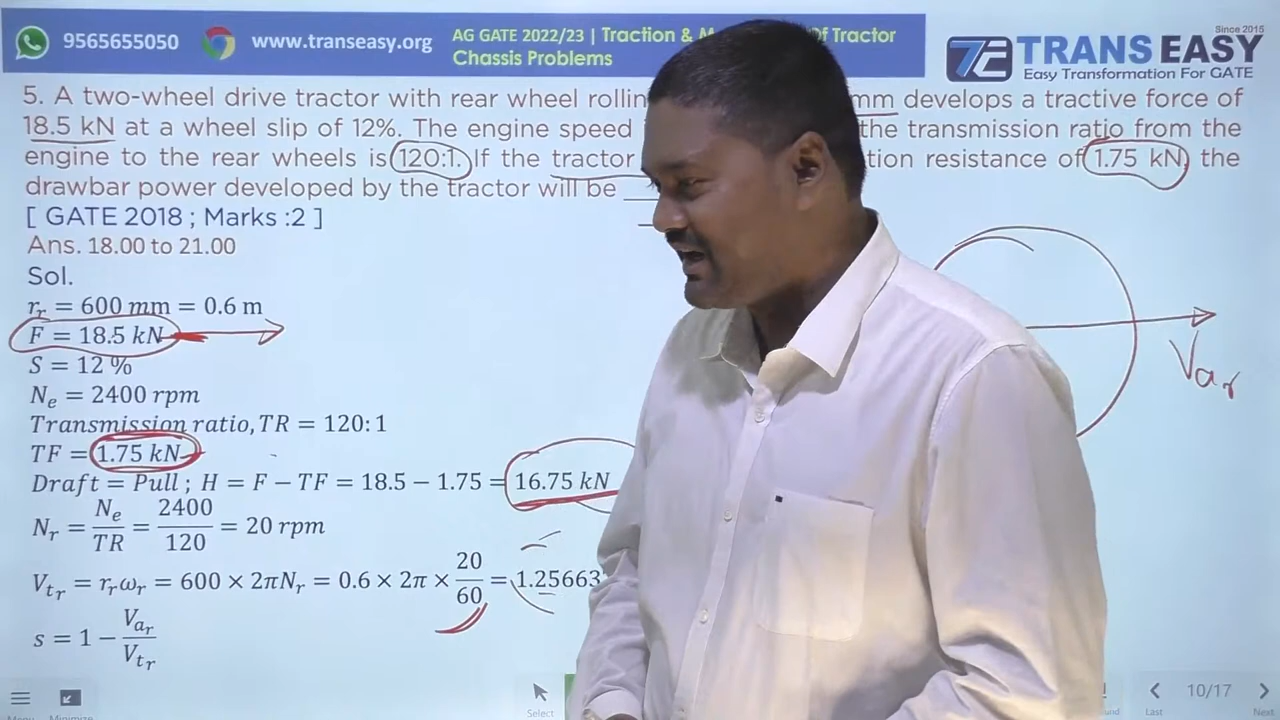 9565655050 www.transeasy.org AG GATE 2022/23 | Traction & M Of Tractor
Chassis Problems
Since 2015
TRANS EASY
Easy Transformation For GATE
5. A two-wheel drive tractor with rear wheel rollin mm develops a tractive force of
18.5 kN at a wheel slip of 12%. The engine speed the transmission ratio from the
engine to the rear wheels is 120:1. If the tractor tion resistance of 1.75 kN, the
drawbar power developed by the tractor will be
[ GATE 2018 ; Marks :2 ]
Ans. 18.00 to 21.00
Sol.
r_r = 600 mm = 0.6 m
F = 18.5 kN
S = 12 %
N_e = 2400 rpm
Transmission ratio, TR = 120: 1
TF = 1.75 kN
Draft = Pull ; H = F − TF = 18.5 − 1.75 = 16.75 kN
N_r = N_e/TR = 2400/120 = 20 rpm
V_tr = r_rω_r = 600 × 2πN_r = 0.6 × 2π × 20/60 = 1.25663
s = 1 − V_ar/V_tr
V_ar
Select
10/17
Last
Next